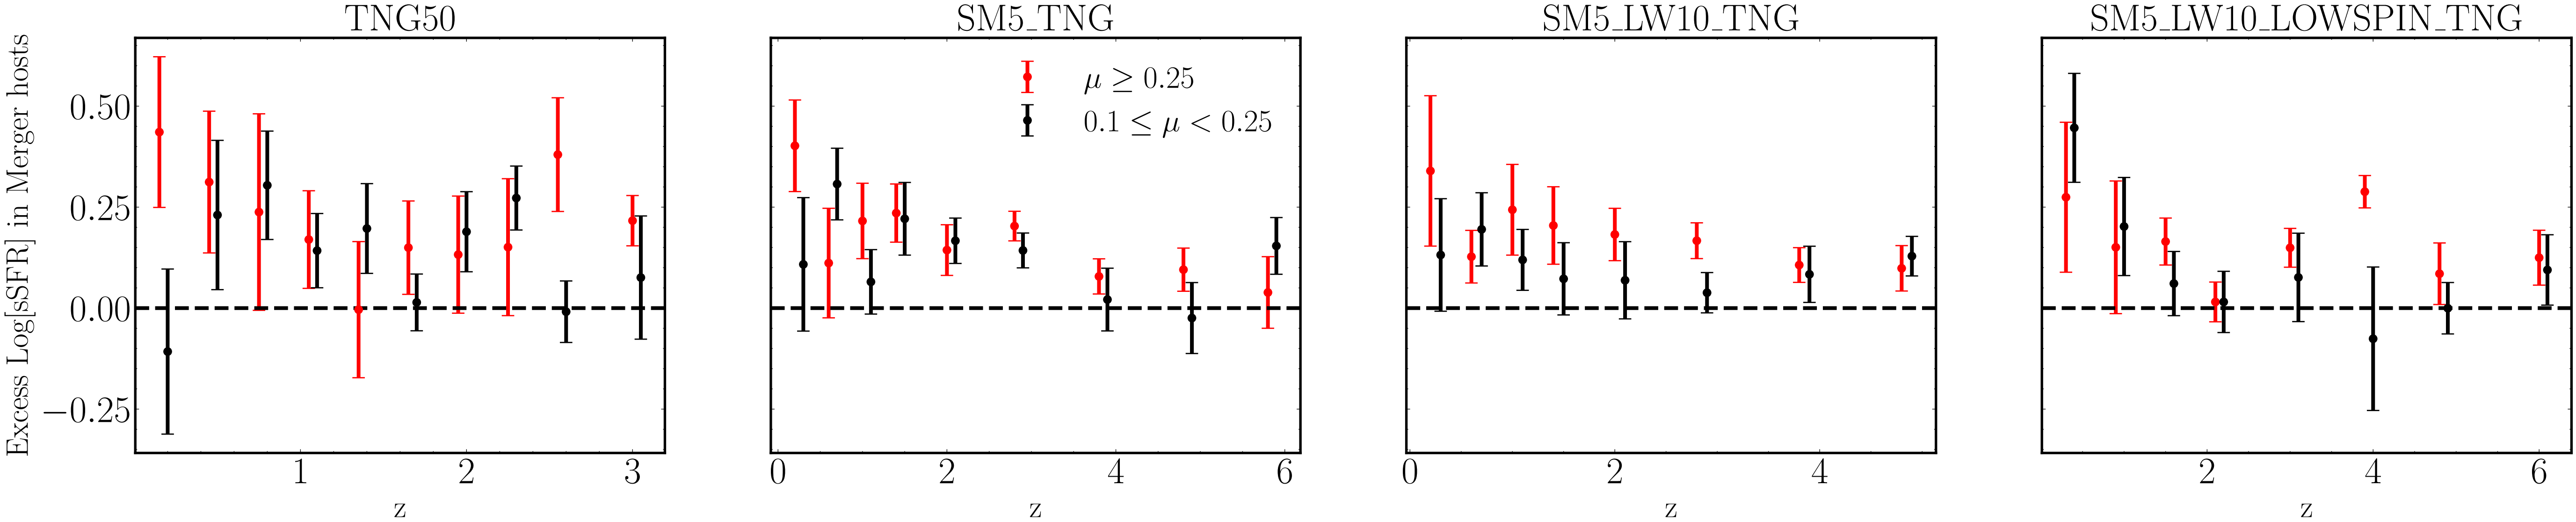 TNG50
SM5_TNG
SM5_LW10_TNG
SM5_LW10_LOWSPIN_TNG
Excess Log[sSFR] in Merger hosts
0.50
0.25
0.00
−0.25
μ ≥ 0.25
0.1 ≤ μ < 0.25
1 2 3
0 2 4 6
0 2 4
2 4 6
z
z
z
z